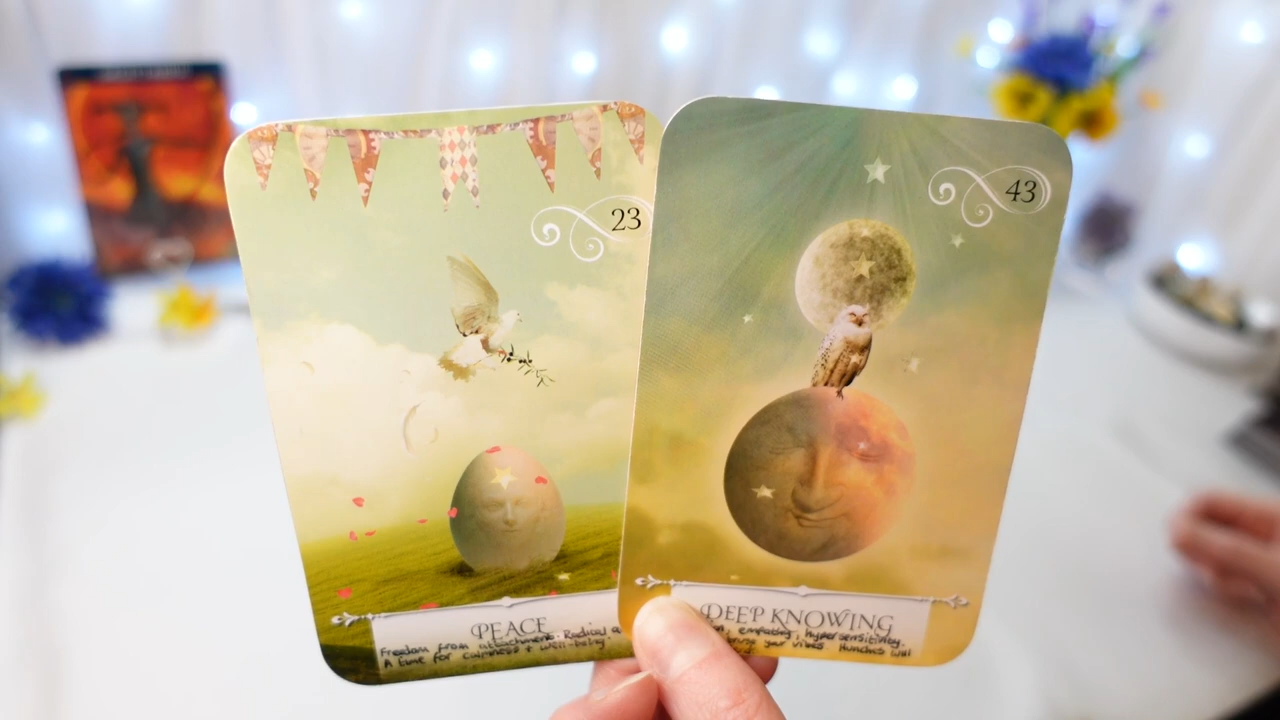 23
PEACE
Freedom from attachment. Radical
A time for calmness + well-being.
43
DEEP KNOWING
empathy, hypersensitivity.
your vibes. Hunches will